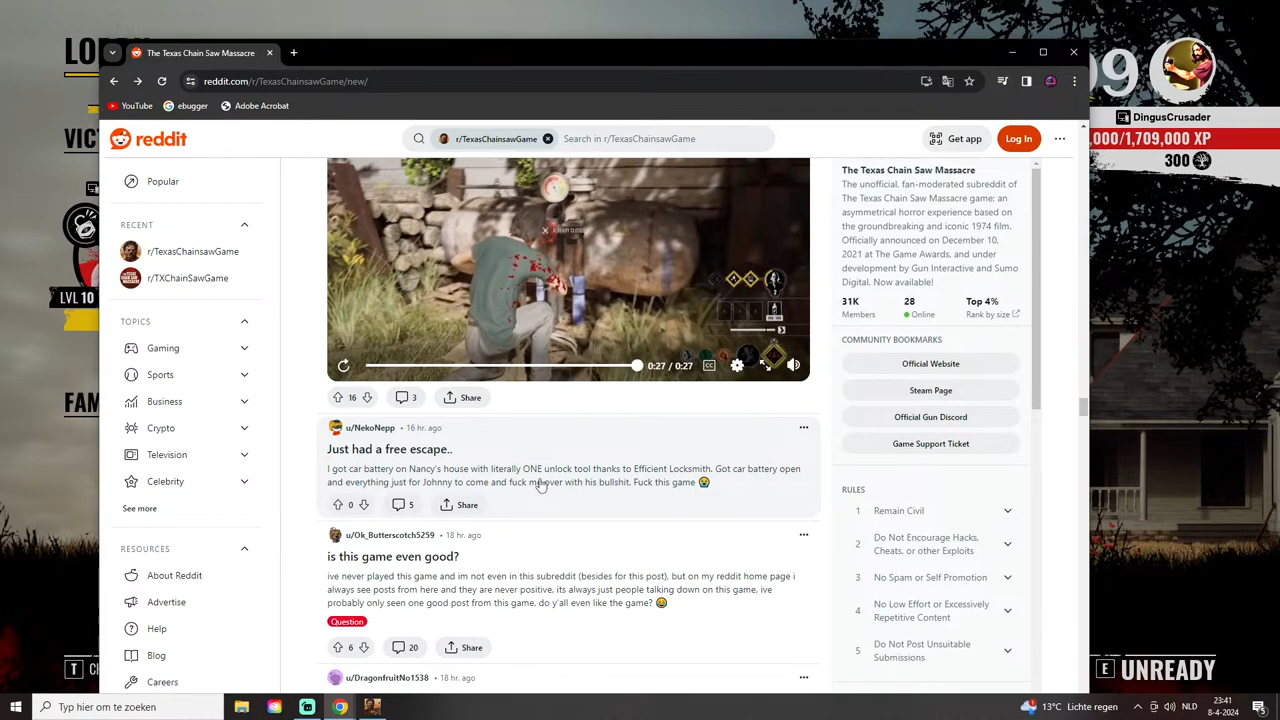 LO
The Texas Chain Saw Massacre
reddit.com/r/TexasChainsawGame/new/
YouTube
ebugger
Adobe Acrobat
99
DingusCrusader
,000/1,709,000 XP
300
VIC
LVL 10
FAM
reddit
r/TexasChainsawGame
Search in r/TexasChainsawGame
Get app
Log In
Popular
RECENT
r/TexasChainsawGame
r/TXChainSawGame
TOPICS
Gaming
Sports
Business
Crypto
Television
Celebrity
See more
RESOURCES
About Reddit
Advertise
Help
Blog
Careers
ALREADY CLOSED
0:27 / 0:27
CC
16
3
Share
u/NekoNepp • 16 hr. ago
Just had a free escape..
I got car battery on Nancy's house with literally ONE unlock tool thanks to Efficient Locksmith. Got car battery open
and everything just for Johnny to come and fuck me over with his bullshit. Fuck this game 😭
0
5
Share
u/Ok_Butterscotch5259 • 18 hr. ago
is this game even good?
ive never played this game and im not even in this subreddit (besides for this post), but on my reddit home page i
always see posts from here and they are never positive, its always just people talking down on this game, ive
probably only seen one good post from this game. do y'all even like the game? 😭
Question
6
20
Share
u/DragonfruitNo1538 • 18 hr. ago
The Texas Chain Saw Massacre
The unofficial, fan-moderated subreddit of
The Texas Chain Saw Massacre game; an
asymmetrical horror experience based on
the groundbreaking and iconic 1974 film.
Officially announced on December 10,
2021 at The Game Awards, and under
development by Gun Interactive and Sumo
Digital. Now available!
31K
28
Top 4%
Members
Online
Rank by size
COMMUNITY BOOKMARKS
Official Website
Steam Page
Official Gun Discord
Game Support Ticket
RULES
1 Remain Civil
2 Do Not Encourage Hacks,
Cheats, or other Exploits
3 No Spam or Self Promotion
4 No Low Effort or Excessively
Repetitive Content
5 Do Not Post Unsuitable
Submissions
T CH
E UNREADY
Typ hier om te zoeken
13°C Lichte regen
NLD
23:41
8-4-2024
5